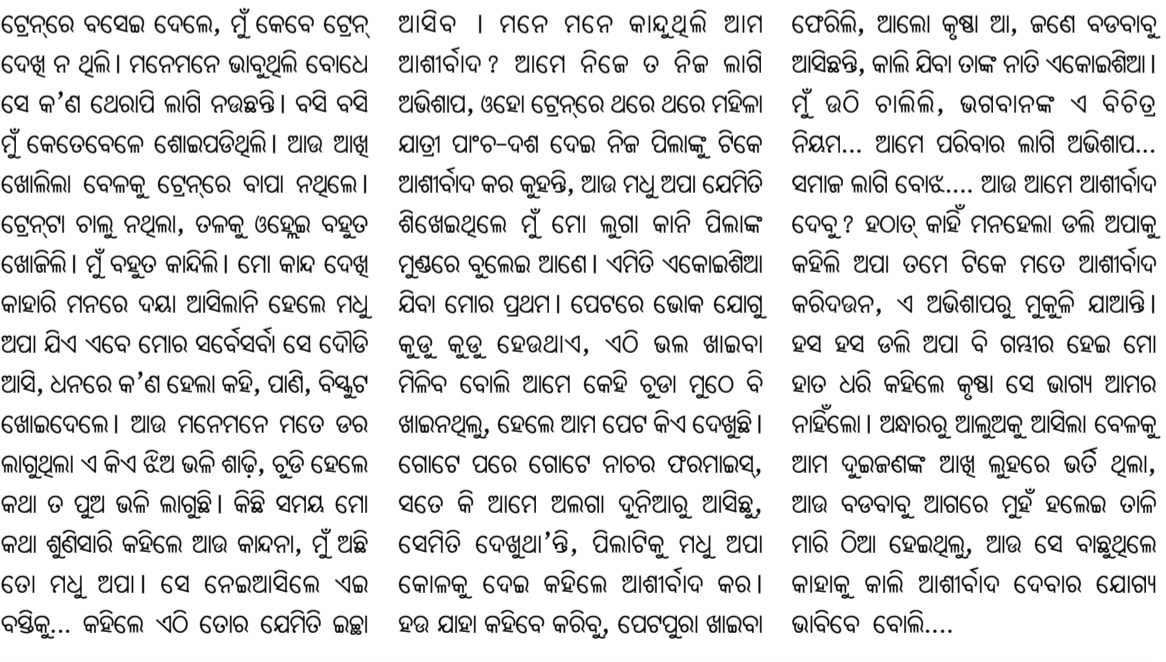 ଟ୍ରେନ୍‌ରେ ବସେଇ ଦେଲେ, ମୁଁ କେବେ ଟ୍ରେନ୍
ଦେଖି ନ ଥିଲି। ମନେମନେ ଭାବୁଥିଲି ବୋଧେ
ସେ କ’ଣ ଥେରାପି ଲାଗି ନଉଛନ୍ତି। ବସି ବସି
ମୁଁ କେତେବେଳେ ଶୋଇପଡିଥିଲି। ଆଉ ଆଖି
ଖୋଲିଲା ବେଳକୁ ଟ୍ରେନ୍‌ରେ ବାପା ନଥିଲେ।
ଟ୍ରେନ୍‌ଟା ଚାଲୁ ନଥିଲା, ତଳକୁ ଓହ୍ଲେଇ ବହୁତ
ଖୋଜିଲି। ମୁଁ ବହୁତ କାନ୍ଦିଲି। ମୋ କାନ୍ଦ ଦେଖି
କାହାରି ମନରେ ଦୟା ଆସିଲାନି ହେଲେ ମଧୁ
ଅପା ଯିଏ ଏବେ ମୋର ସର୍ବେସର୍ବା ସେ ଦୌଡି
ଆସି, ଧନରେ କ’ଣ ହେଲା କହି, ପାଣି, ବିସ୍କୁଟ
ଖୋଇଦେଲେ। ଆଉ ମନେମନେ ମତେ ଡର
ଲାଗୁଥିଲା ଏ କିଏ ଝିଅ ଭଳି ଶାଢ଼ି, ଚୁଡି ହେଲେ
କଥା ତ ପୁଅ ଭଳି ଲାଗୁଛି। କିଛି ସମୟ ମୋ
କଥା ଶୁଣିସାରି କହିଲେ ଆଉ କାନ୍ଦନା, ମୁଁ ଅଛି
ତୋ ମଧୁ ଅପା। ସେ ନେଇଆସିଲେ ଏଇ
ବସ୍ତିକୁ... କହିଲେ ଏଠି ତୋର ଯେମିତି ଇଚ୍ଛା
ଆସିବ । ମନେ ମନେ କାନ୍ଦୁଥିଲି ଆମ
ଆଶୀର୍ବାଦ? ଆମେ ନିଜେ ତ ନିଜ ଲାଗି
ଅଭିଶାପ, ଓହୋ ଟ୍ରେନ୍‌ରେ ଥରେ ଥରେ ମହିଳା
ଯାତ୍ରୀ ପାଂଚ-ଦଶ ଦେଇ ନିଜ ପିଲାଙ୍କୁ ଟିକେ
ଆଶୀର୍ବାଦ କର କୁହନ୍ତି, ଆଉ ମଧୁ ଅପା ଯେମିତି
ଶିଖେଇଥିଲେ ମୁଁ ମୋ ଲୁଗା କାନି ପିଲାଙ୍କ
ମୁଣ୍ଡରେ ବୁଲେଇ ଆଣେ। ଏମିତି ଏକୋଇଶିଆ
ଯିବା ମୋର ପ୍ରଥମ। ପେଟରେ ଭୋକ ଯୋଗୁ
କୁଡୁ କୁଡୁ ହେଉଥାଏ, ଏଠି ଭଲ ଖାଇବା
ମିଳିବ ବୋଲି ଆମେ କେହି ଚୁଡା ମୁଠେ ବି
ଖାଇନଥିଲୁ, ହେଲେ ଆମ ପେଟ କିଏ ଦେଖୁଛି।
ଗୋଟେ ପରେ ଗୋଟେ ନାଚର ଫରମାଇସ୍,
ସତେ କି ଆମେ ଅଲଗା ଦୁନିଆରୁ ଆସିଛୁ,
ସେମିତି ଦେଖୁଥା’ନ୍ତି, ପିଲାଟିକୁ ମଧୁ ଅପା
କୋଳକୁ ଦେଇ କହିଲେ ଆଶୀର୍ବାଦ କର।
ହଉ ଯାହା କହିବେ କରିବୁ, ପେଟପୁରା ଖାଇବା
ଫେରିଲି, ଆଲୋ କୃଷ୍ଣା ଆ, ଜଣେ ବଡବାବୁ
ଆସିଛନ୍ତି, କାଲି ଯିବା ତାଙ୍କ ନାତି ଏକୋଇଶିଆ।
ମୁଁ ଉଠି ଚାଲିଲି, ଭଗବାନଙ୍କ ଏ ବିଚିତ୍ର
ନିୟମ... ଆମେ ପରିବାର ଲାଗି ଅଭିଶାପ...
ସମାଜ ଲାଗି ବୋଝ.... ଆଉ ଆମେ ଆଶୀର୍ବାଦ
ଦେବୁ? ହଠାତ୍ କାହିଁ ମନହେଲା ଡଲି ଅପାକୁ
କହିଲି ଅପା ତମେ ଟିକେ ମତେ ଆଶୀର୍ବାଦ
କରିଦଉନ, ଏ ଅଭିଶାପରୁ ମୁକୁଳି ଯାଆନ୍ତି।
ହସ ହସ ଡଲି ଅପା ବି ଗମ୍ଭୀର ହେଇ ମୋ
ହାତ ଧରି କହିଲେ କୃଷ୍ଣା ସେ ଭାଗ୍ୟ ଆମର
ନାହିଁଲୋ। ଅନ୍ଧାରରୁ ଆଲୁଅକୁ ଆସିଲା ବେଳକୁ
ଆମ ଦୁଇଜଣଙ୍କ ଆଖି ଲୁହରେ ଭର୍ତି ଥିଲା,
ଆଉ ବଡବାବୁ ଆଗରେ ମୁହଁ ହଲେଇ ତାଳି
ମାରି ଠିଆ ହେଇଥିଲୁ, ଆଉ ସେ ବାଛୁଥିଲେ
କାହାକୁ କାଲି ଆଶୀର୍ବାଦ ଦେବାର ଯୋଗ୍ୟ
ଭାବିବେ ବୋଲି....